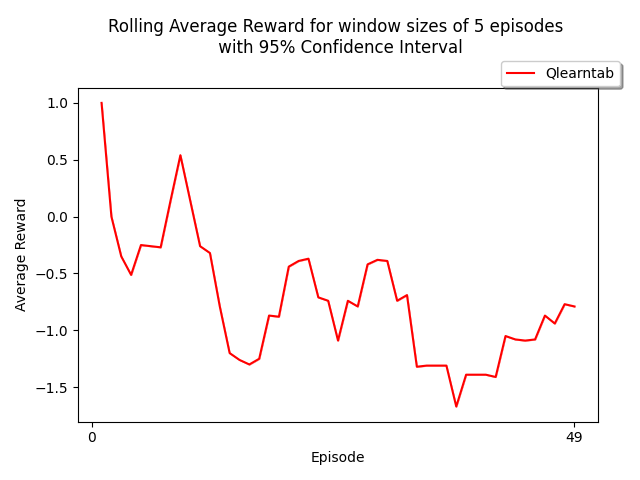 Rolling Average Reward for window sizes of 5 episodes
with 95% Confidence Interval
Qlearntab
1.0
0.5
0.0
−0.5
−1.0
−1.5
Average Reward
0
49
Episode